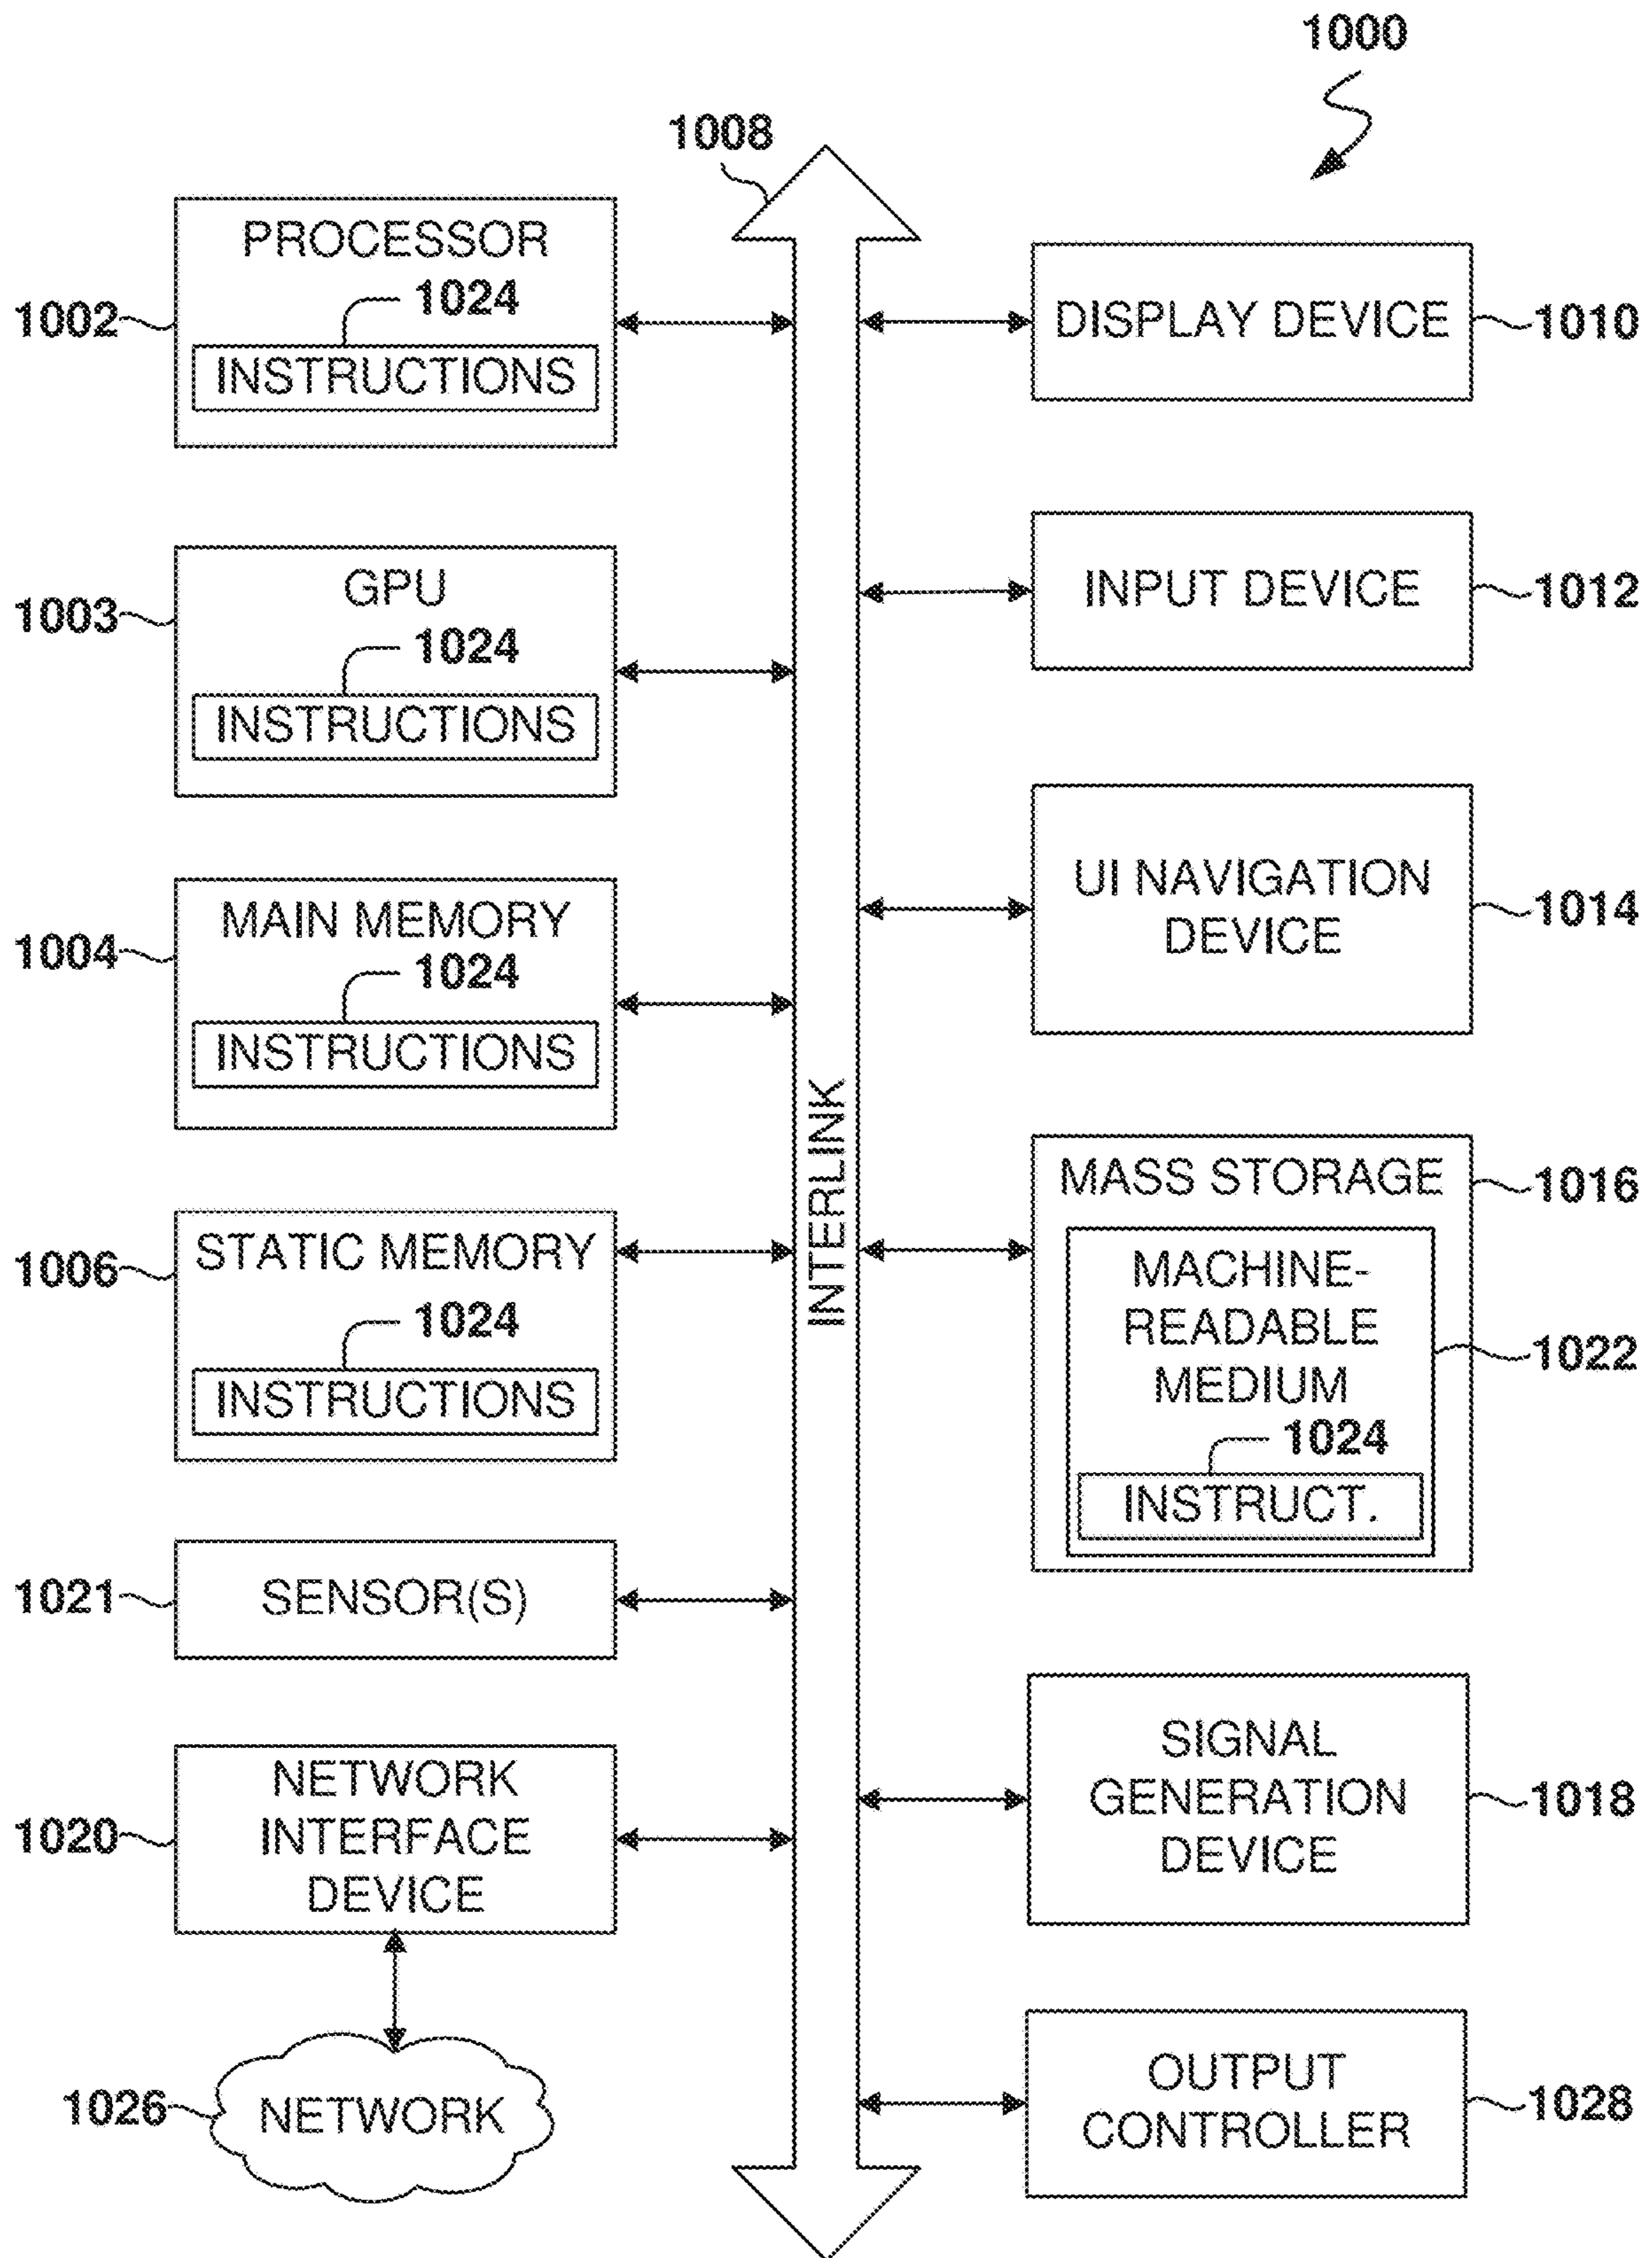 1000
1008
PROCESSOR
1024
1002
INSTRUCTIONS
DISPLAY DEVICE
1010
GPU
1003
1024
INSTRUCTIONS
INPUT DEVICE
1012
MAIN MEMORY
1004
1024
INSTRUCTIONS
UI NAVIGATION
DEVICE
1014
INTERLINK
STATIC MEMORY
1006
1024
INSTRUCTIONS
MASS STORAGE
1016
MACHINE-
READABLE
MEDIUM
1022
1024
INSTRUCT.
SENSOR(S)
1021
NETWORK
INTERFACE
DEVICE
1020
SIGNAL
GENERATION
DEVICE
1018
NETWORK
1026
OUTPUT
CONTROLLER
1028